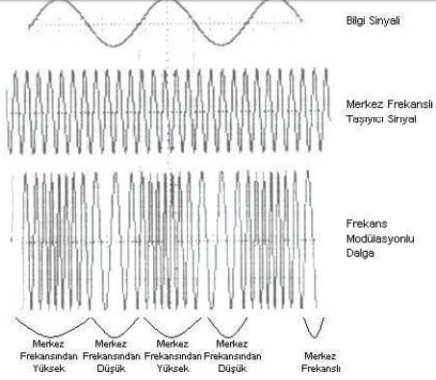 Bilgi Sinyali
Merkez Frekanslı
Taşıyıcı Sinyal
Frekans
Modülasyonlu
Dalga
Merkez
Frekansından
Yüksek
Merkez
Frekansından
Düşük
Merkez
Frekansından
Yüksek
Merkez
Frekansından
Düşük
Merkez
Frekanslı